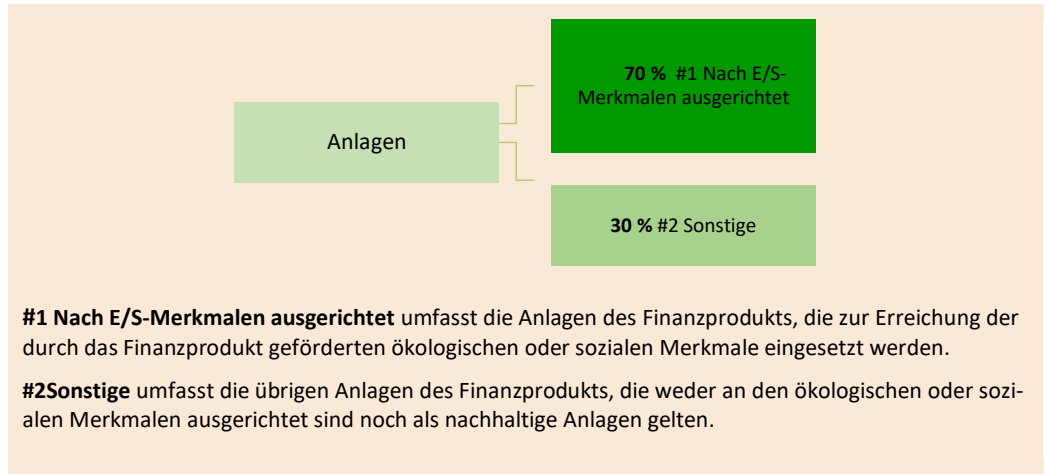 70 % #1 Nach E/S-
Merkmalen ausgerichtet
Anlagen
30 % #2 Sonstige
#1 Nach E/S-Merkmalen ausgerichtet umfasst die Anlagen des Finanzprodukts, die zur Erreichung der
durch das Finanzprodukt geförderten ökologischen oder sozialen Merkmale eingesetzt werden.
#2Sonstige umfasst die übrigen Anlagen des Finanzprodukts, die weder an den ökologischen oder sozi-
alen Merkmalen ausgerichtet sind noch als nachhaltige Anlagen gelten.